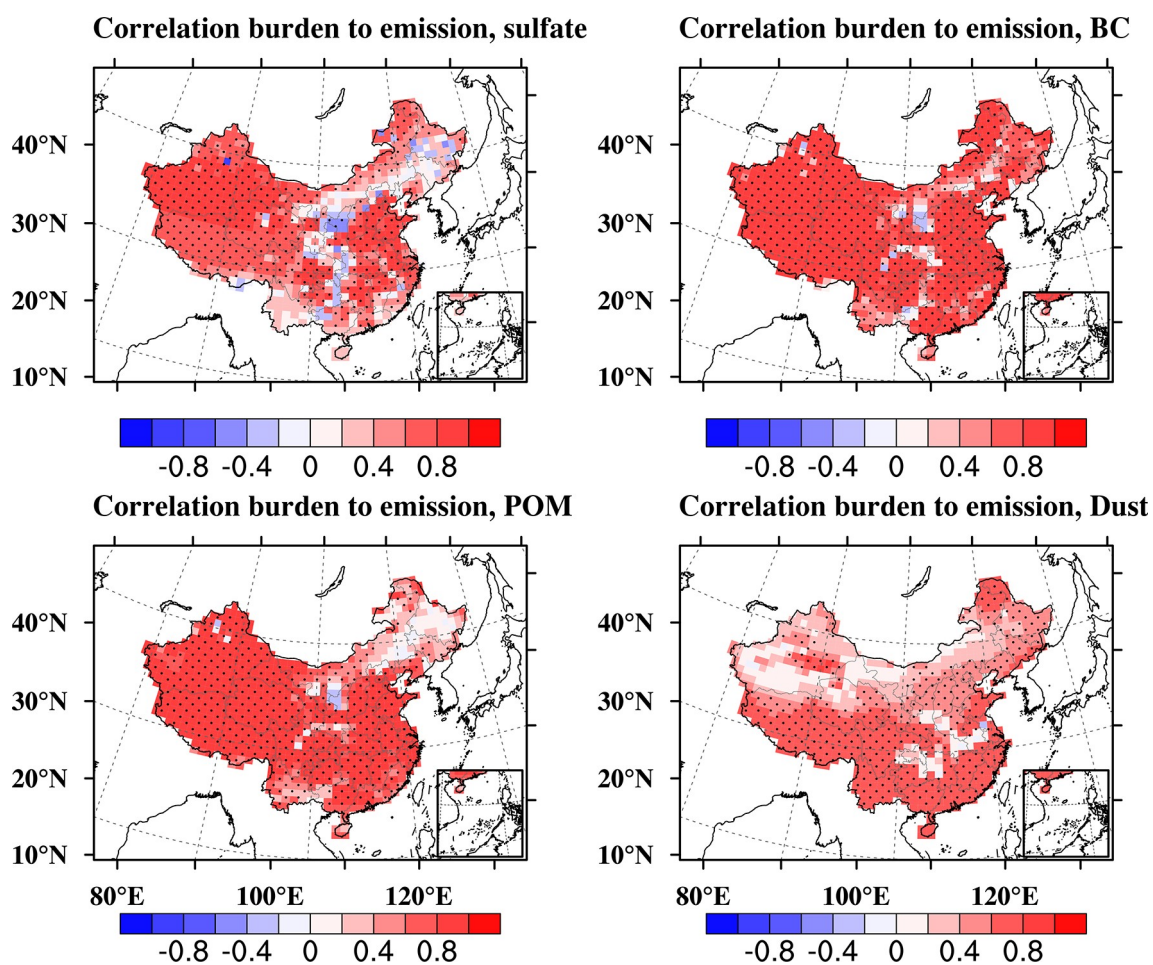 Correlation burden to emission, sulfate
Correlation burden to emission, BC
40°N
30°N
20°N
10°N
40°N
30°N
20°N
10°N
-0.8 -0.4 0 0.4 0.8
-0.8 -0.4 0 0.4 0.8
Correlation burden to emission, POM
Correlation burden to emission, Dust
40°N
30°N
20°N
10°N
40°N
30°N
20°N
10°N
80°E 100°E 120°E
80°E 100°E 120°E
-0.8 -0.4 0 0.4 0.8
-0.8 -0.4 0 0.4 0.8